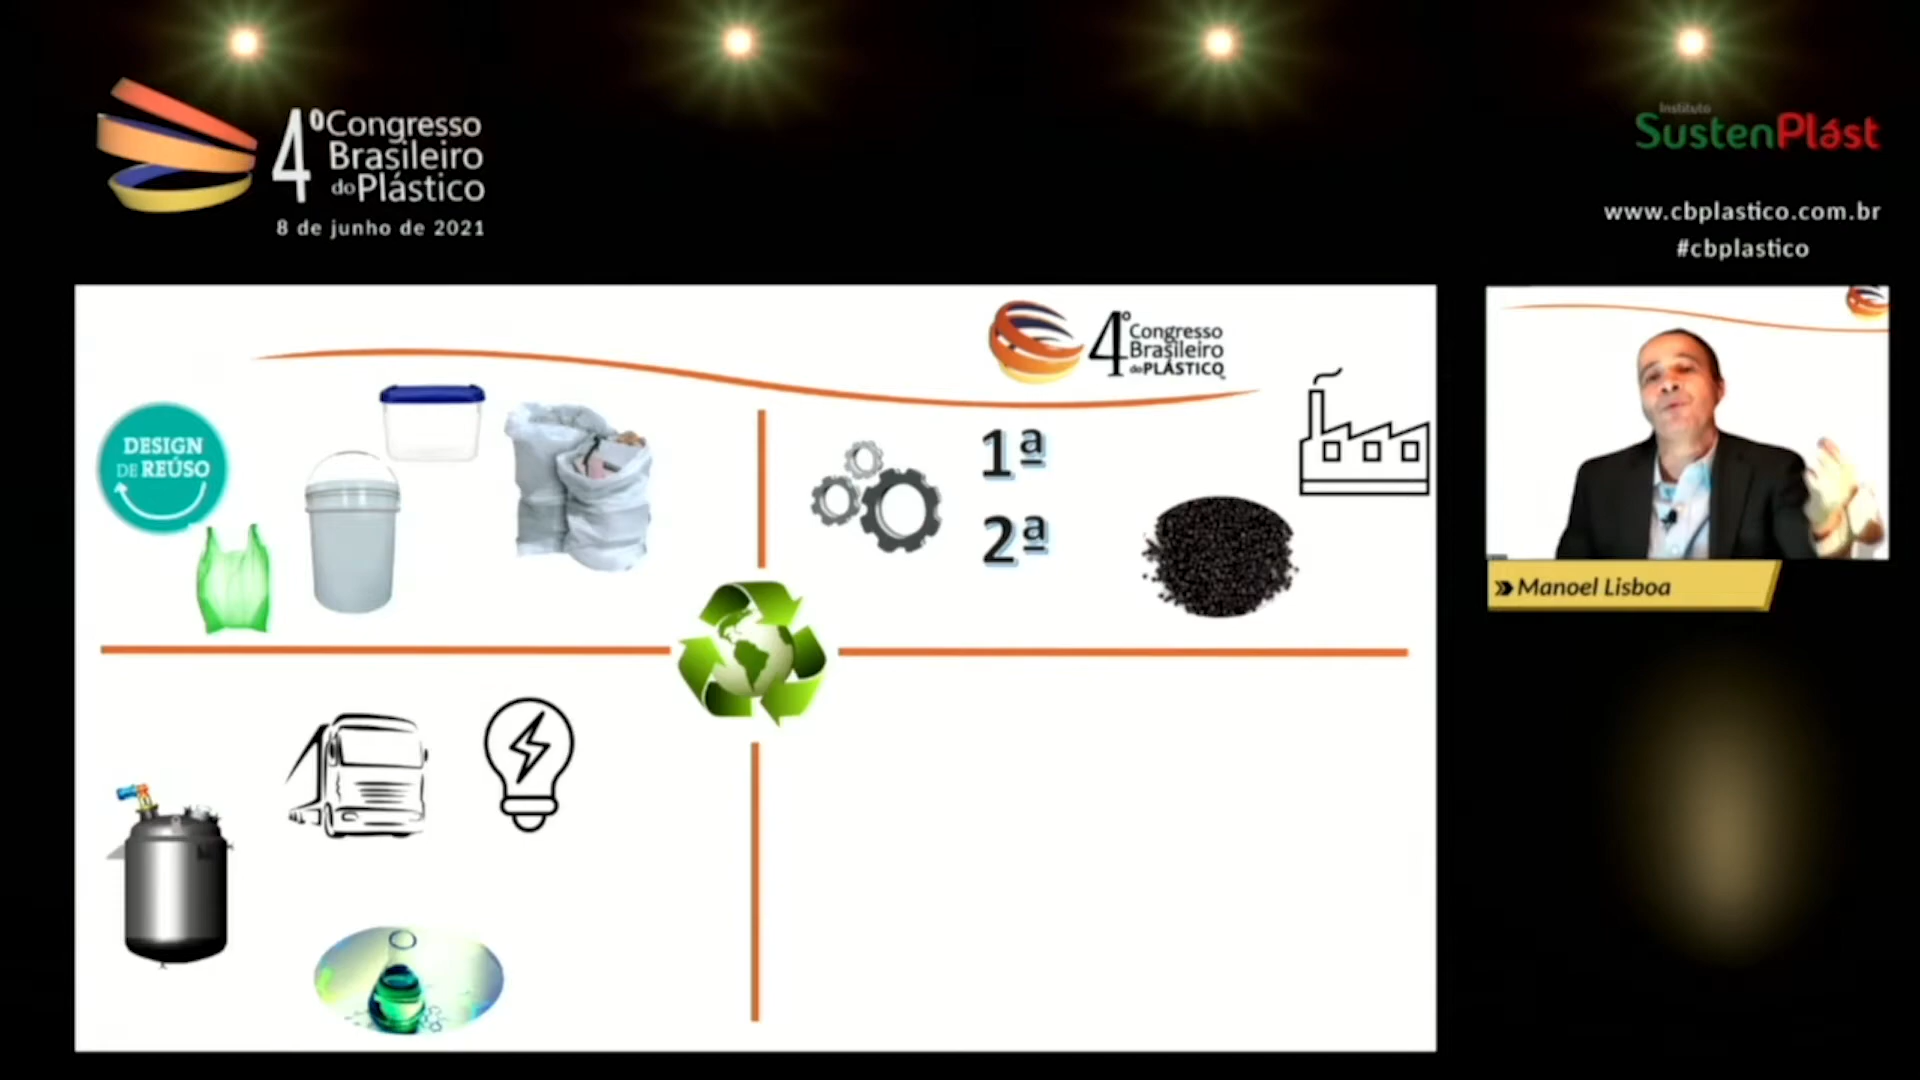 4º Congresso
Brasileiro
do Plástico
8 de junho de 2021
Instituto
SustenPlást
www.cbplastico.com.br
#cbplastico
4º Congresso
Brasileiro
do PLÁSTICO
DESIGN
DE REÚSO
1ª
2ª
Manoel Lisboa